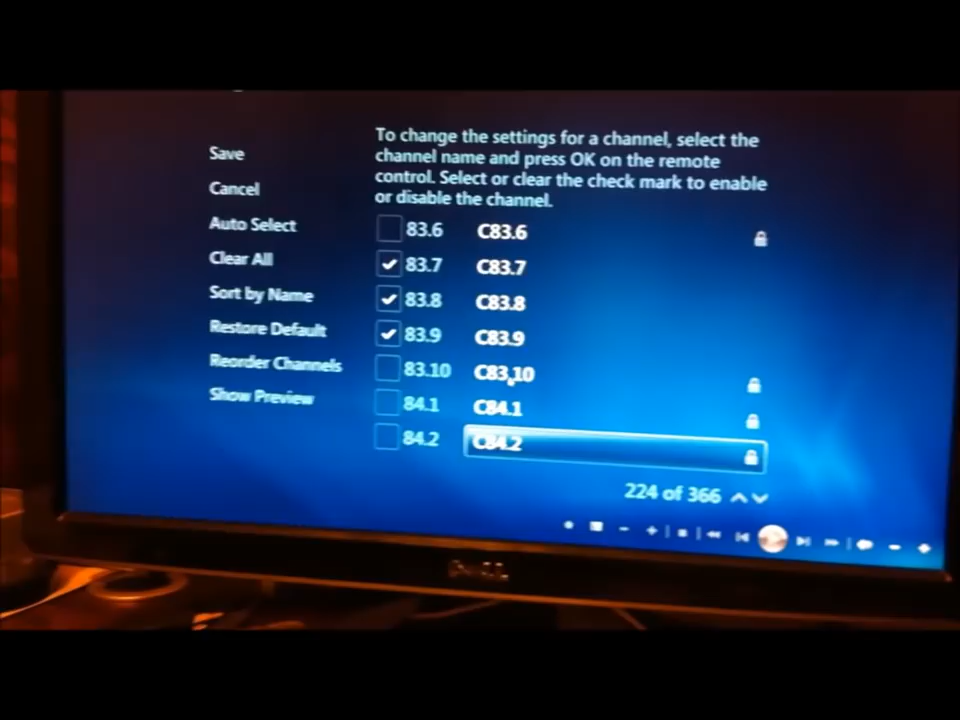 Save
Cancel
Auto Select
Clear All
Sort by Name
Restore Default
Reorder Channels
Show Preview
To change the settings for a channel, select the
channel name and press OK on the remote
control. Select or clear the check mark to enable
or disable the channel.
83.6 C83.6
83.7 C83.7
83.8 C83.8
83.9 C83.9
83.10 C83.10
84.1 C84.1
84.2 C84.2
224 of 366
DELL